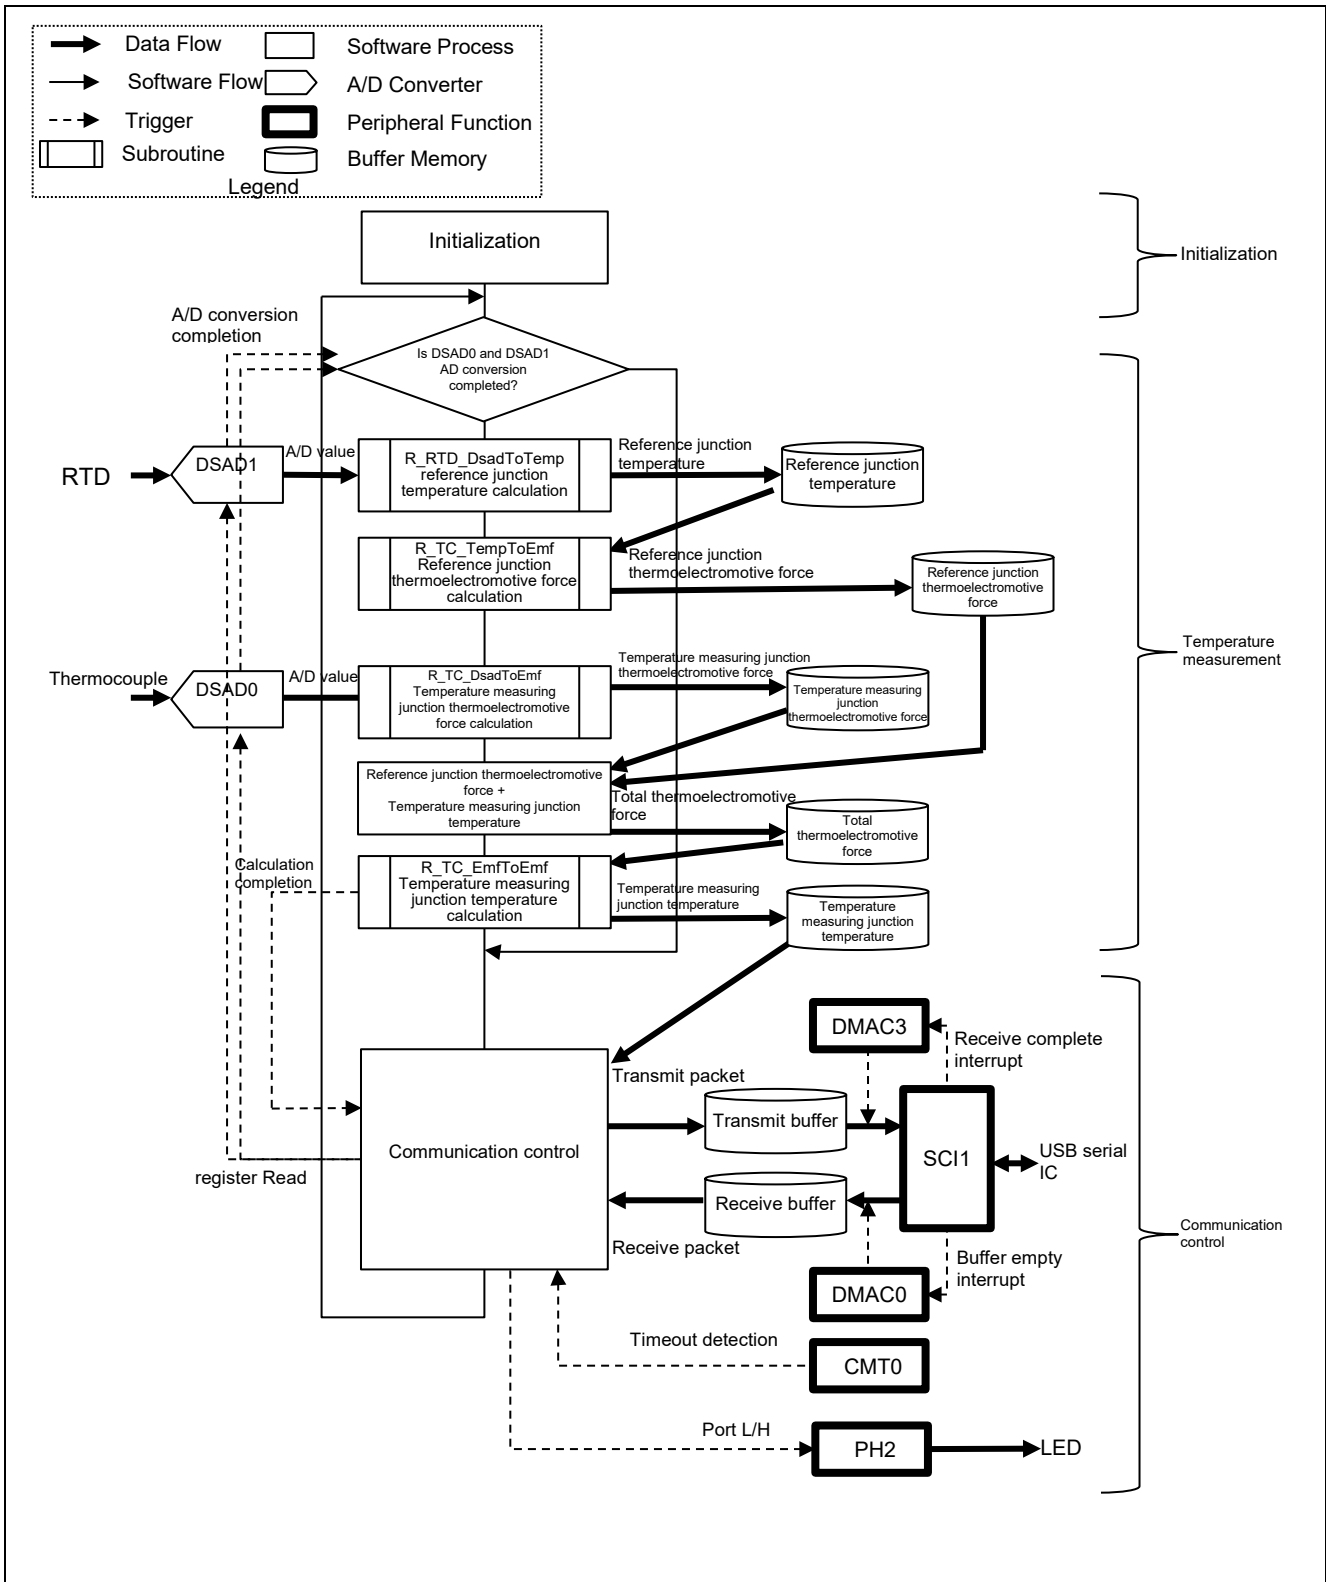 Data Flow
Software Process
Software Flow
A/D Converter
Trigger
Peripheral Function
Subroutine
Buffer Memory
Legend
Initialization
Initialization
A/D conversion
completion
Is DSAD0 and DSAD1
AD conversion
completed?
RTD
DSAD1
A/D value
R_RTD_DsadToTemp
reference junction
temperature calculation
Reference junction
temperature
Reference junction
temperature
R_TC_TempToEmf
Reference junction
thermoelectromotive force
calculation
Reference junction
thermoelectromotive force
Reference junction
thermoelectromotive
force
Temperature
measurement
Thermocouple
DSAD0
A/D value
R_TC_DsadToEmf
Temperature measuring
junction thermoelectromotive
force calculation
Temperature measuring junction
thermoelectromotive force
Temperature measuring
junction
thermoelectromotive force
Reference junction thermoelectromotive
force +
Temperature measuring junction
temperature
Total thermoelectromotive
force
Total
thermoelectromotive
force
Calculation
completion
R_TC_EmfToEmf
Temperature measuring
junction temperature
calculation
Temperature measuring
junction temperature
Temperature
measuring junction
temperature
DMAC3
Receive complete
interrupt
Transmit packet
Transmit buffer
Communication control
SCI1
USB serial
IC
register Read
Receive buffer
Receive packet
Buffer empty
interrupt
Communication
control
DMAC0
Timeout detection
CMT0
Port L/H
PH2
LED